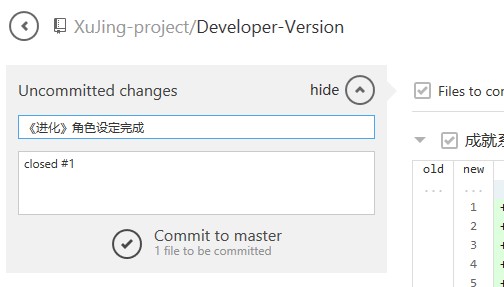 XuJing-project/Developer-Version
Uncommitted changes
hide
《进化》角色设定完成
closed #1
Commit to master
1 file to be committed
Files to con
成就系
old new
... ...
1 +
2 +
3 +
4 +
5 +